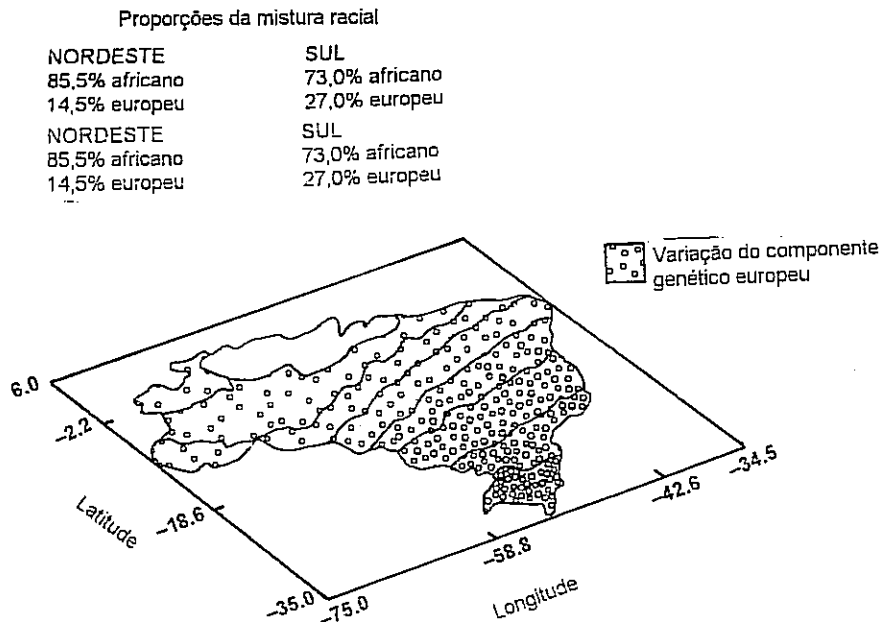 Proporções da mistura racial
NORDESTE
85,5% africano
14,5% europeu
SUL
73,0% africano
27,0% europeu
NORDESTE
85,5% africano
14,5% europeu
SUL
73,0% africano
27,0% europeu
Variação do componente
genético europeu
6.0
–2.2
–18.6
–35.0
Latitude
–75.0
–58.8
–42.6
–34.5
Longitude